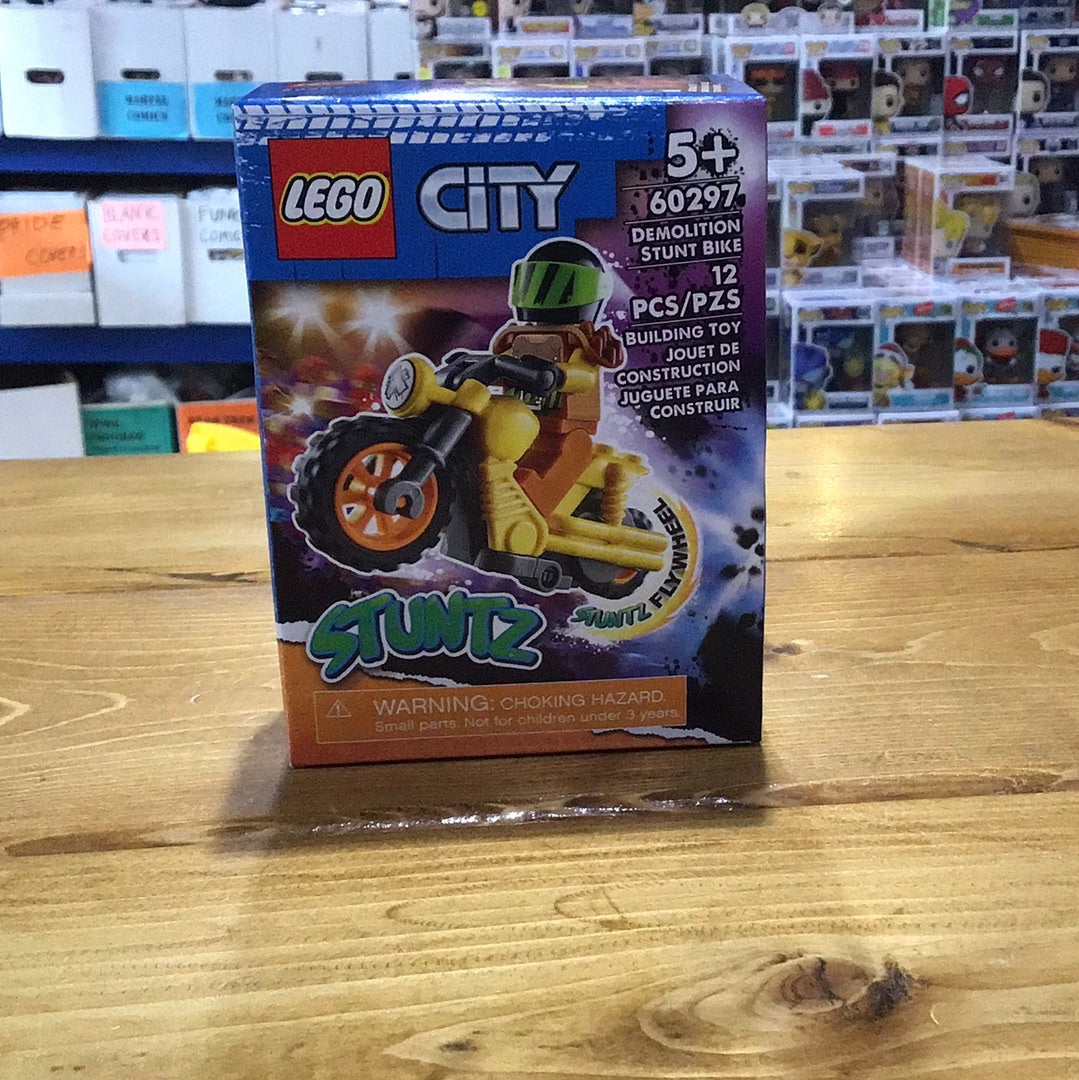 MARVEL
COMICS
PRIDE
COVERS
BLANK
COVERS
LEGO
CITY
5+
60297
DEMOLITION
STUNT BIKE
12
PCS/PZS
BUILDING TOY
JOUET DE
CONSTRUCTION
JUGUETE PARA
CONSTRUIR
STUNTZ FLYWHEEL
STUNTZ
WARNING: CHOKING HAZARD.
Small parts. Not for children under 3 years.